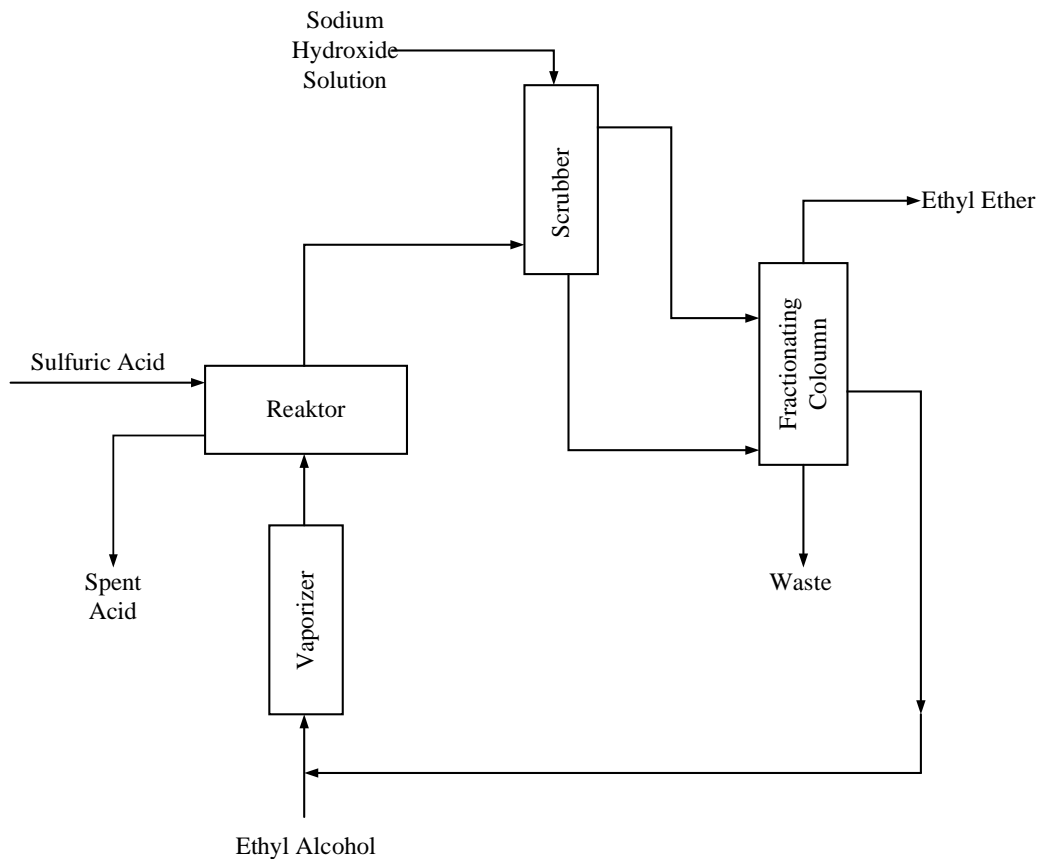 Sodium
Hydroxide
Solution
Scrubber
Ethyl Ether
Fractionating
Coloumn
Sulfuric Acid
Reaktor
Spent
Acid
Vaporizer
Waste
Ethyl Alcohol